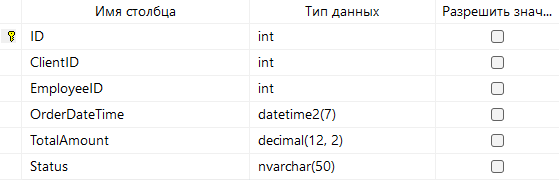 Имя столбца Тип данных Разрешить знач...
ID int
ClientID int
EmployeeID int
OrderDateTime datetime2(7)
TotalAmount decimal(12, 2)
Status nvarchar(50)